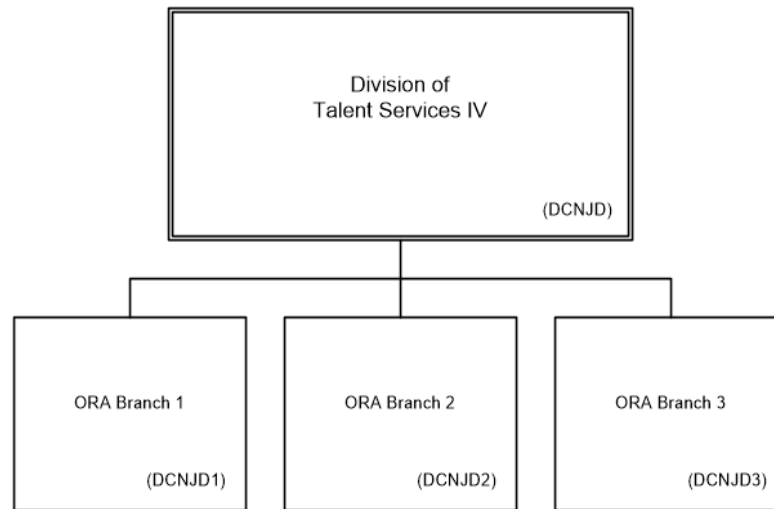 Division of
Talent Services IV
(DCNJD)
ORA Branch 1
(DCNJD1)
ORA Branch 2
(DCNJD2)
ORA Branch 3
(DCNJD3)